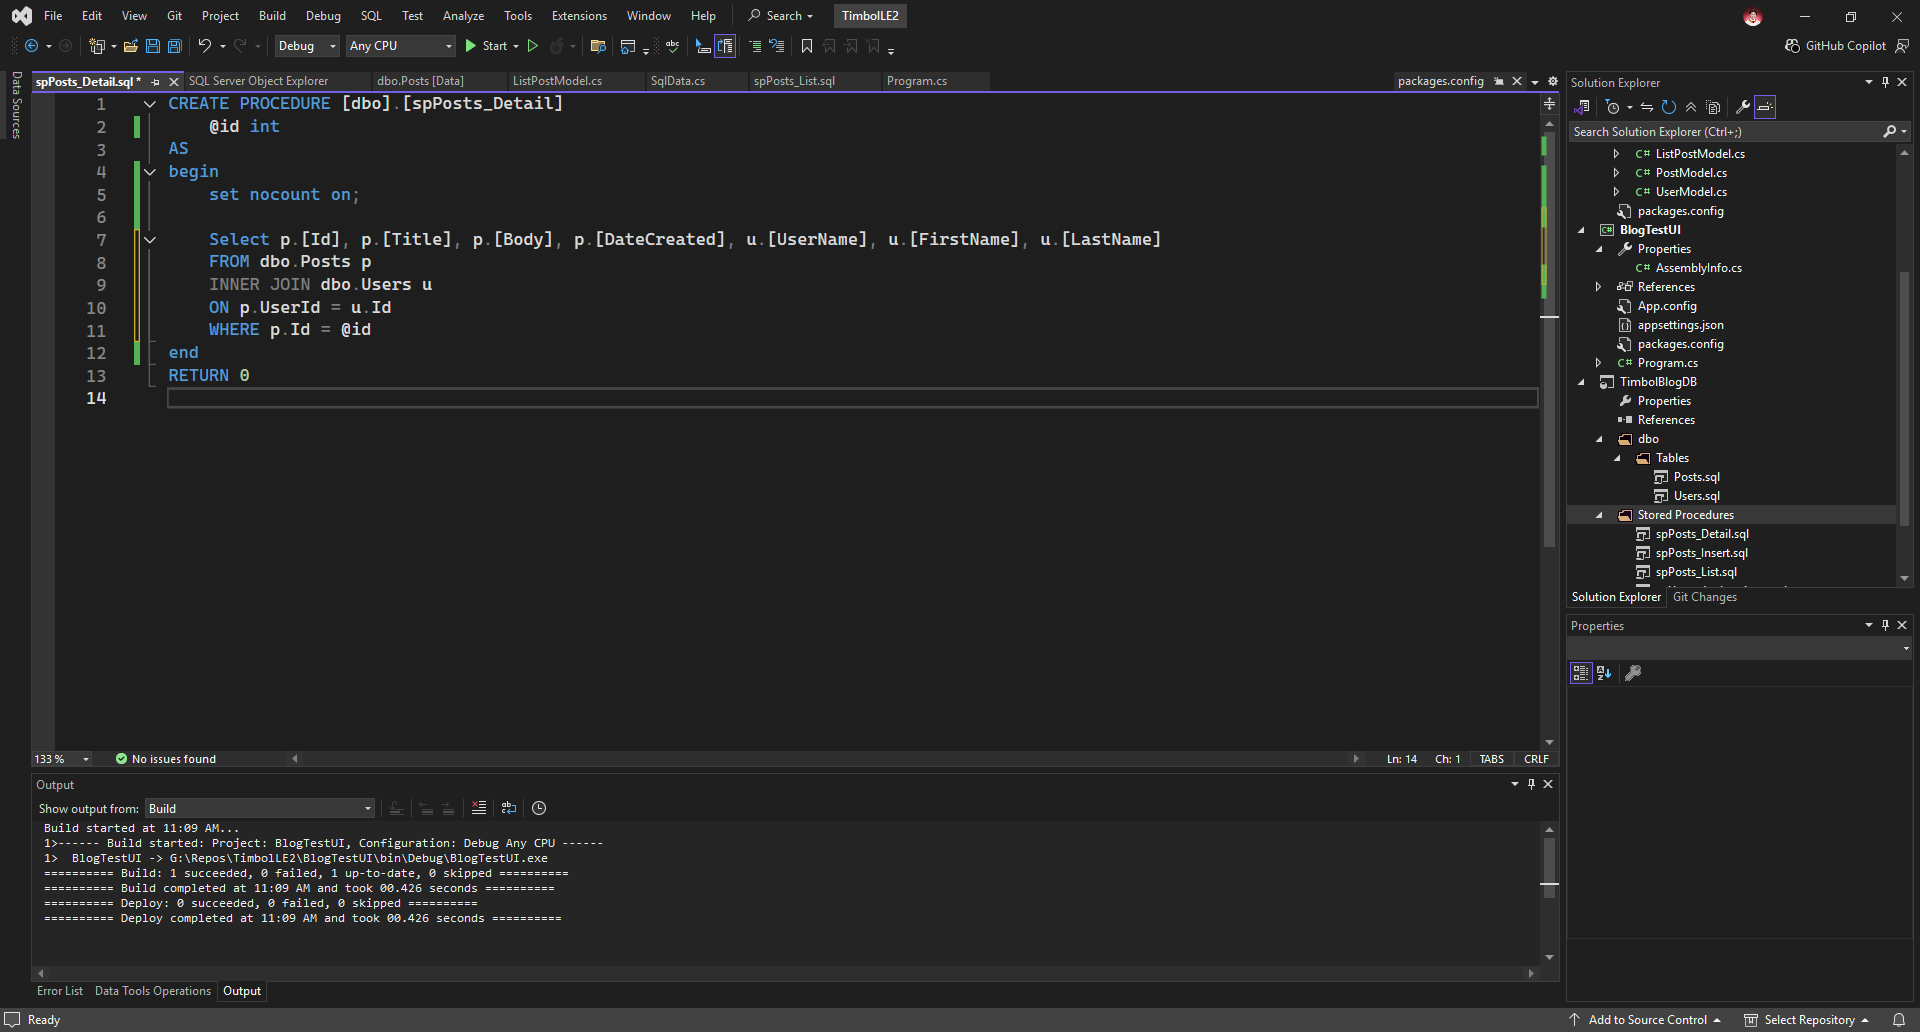 File Edit View Git Project Build Debug SQL Test Analyze Tools Extensions Window Help Search TimbolLE2
Debug Any CPU Start GitHub Copilot
Data Sources
spPosts_Detail.sql* SQL Server Object Explorer dbo.Posts [Data] ListPostModel.cs SqlData.cs spPosts_List.sql Program.cs packages.config
1 CREATE PROCEDURE [dbo].[spPosts_Detail]
2 @id int
3 AS
4 begin
5 set nocount on;
6
7 Select p.[Id], p.[Title], p.[Body], p.[DateCreated], u.[UserName], u.[FirstName], u.[LastName]
8 FROM dbo.Posts p
9 INNER JOIN dbo.Users u
10 ON p.UserId = u.Id
11 WHERE p.Id = @id
12 end
13 RETURN 0
14
133 % No issues found Ln: 14 Ch: 1 TABS CRLF
Output
Show output from: Build
Build started at 11:09 AM...
1>------ Build started: Project: BlogTestUI, Configuration: Debug Any CPU ------
1>  BlogTestUI -> G:\Repos\TimbolLE2\BlogTestUI\bin\Debug\BlogTestUI.exe
========== Build: 1 succeeded, 0 failed, 1 up-to-date, 0 skipped ==========
========== Build completed at 11:09 AM and took 00.426 seconds ==========
========== Deploy: 0 succeeded, 0 failed, 0 skipped ==========
========== Deploy completed at 11:09 AM and took 00.426 seconds ==========
Error List Data Tools Operations Output
Solution Explorer
Search Solution Explorer (Ctrl+;)
C# ListPostModel.cs
C# PostModel.cs
C# UserModel.cs
packages.config
C# BlogTestUI
Properties
C# AssemblyInfo.cs
References
App.config
appsettings.json
packages.config
C# Program.cs
TimbolBlogDB
Properties
References
dbo
Tables
Posts.sql
Users.sql
Stored Procedures
spPosts_Detail.sql
spPosts_Insert.sql
spPosts_List.sql
Solution Explorer Git Changes
Properties
Ready Add to Source Control Select Repository